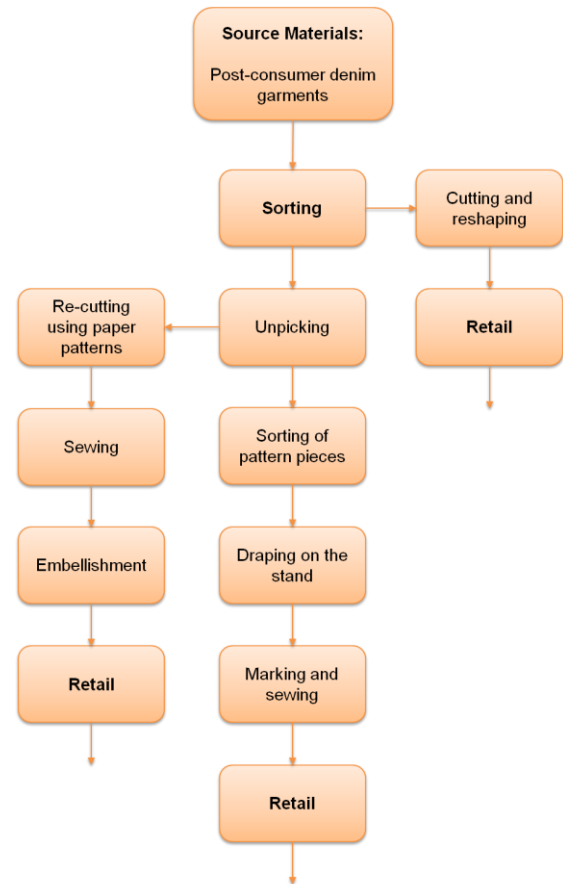 Source Materials:
Post-consumer denim
garments
Sorting
Cutting and
reshaping
Re-cutting
using paper
patterns
Unpicking
Retail
Sewing
Sorting of
pattern pieces
Embellishment
Draping on the
stand
Retail
Marking and
sewing
Retail